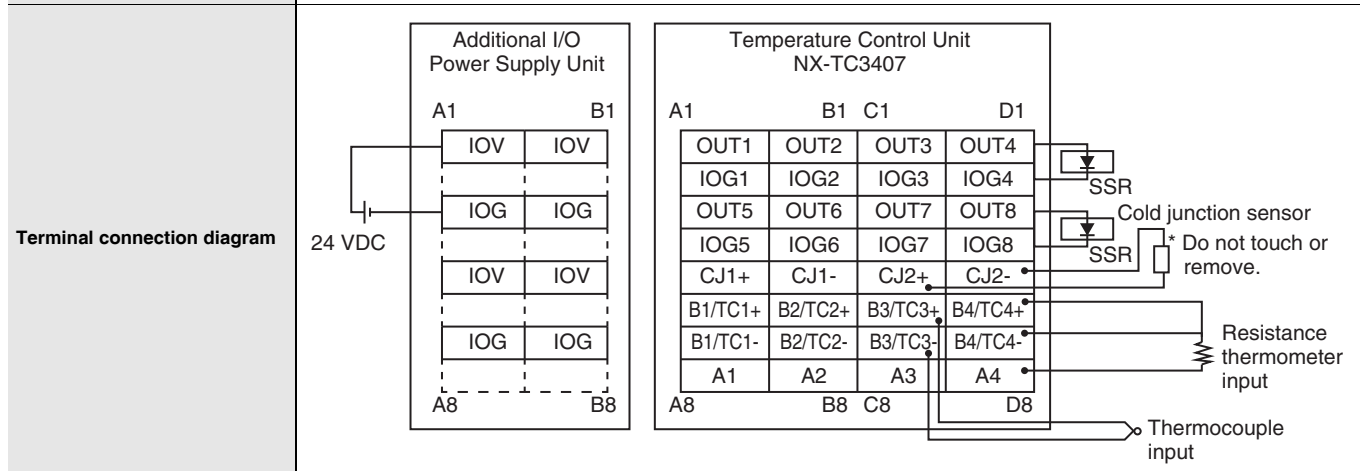 Terminal connection diagram
Additional I/O
Power Supply Unit
A1 B1
IOV IOV
IOG IOG
IOV IOV
IOG IOG
A8 B8
24 VDC
Temperature Control Unit
NX-TC3407
A1 B1 C1 D1
OUT1 OUT2 OUT3 OUT4
IOG1 IOG2 IOG3 IOG4
OUT5 OUT6 OUT7 OUT8
IOG5 IOG6 IOG7 IOG8
CJ1+ CJ1- CJ2+ CJ2-
B1/TC1+ B2/TC2+ B3/TC3+ B4/TC4+
B1/TC1- B2/TC2- B3/TC3- B4/TC4-
A1 A2 A3 A4
A8 B8 C8 D8
SSR
SSR
Cold junction sensor
* Do not touch or
remove.
Resistance
thermometer
input
Thermocouple
input